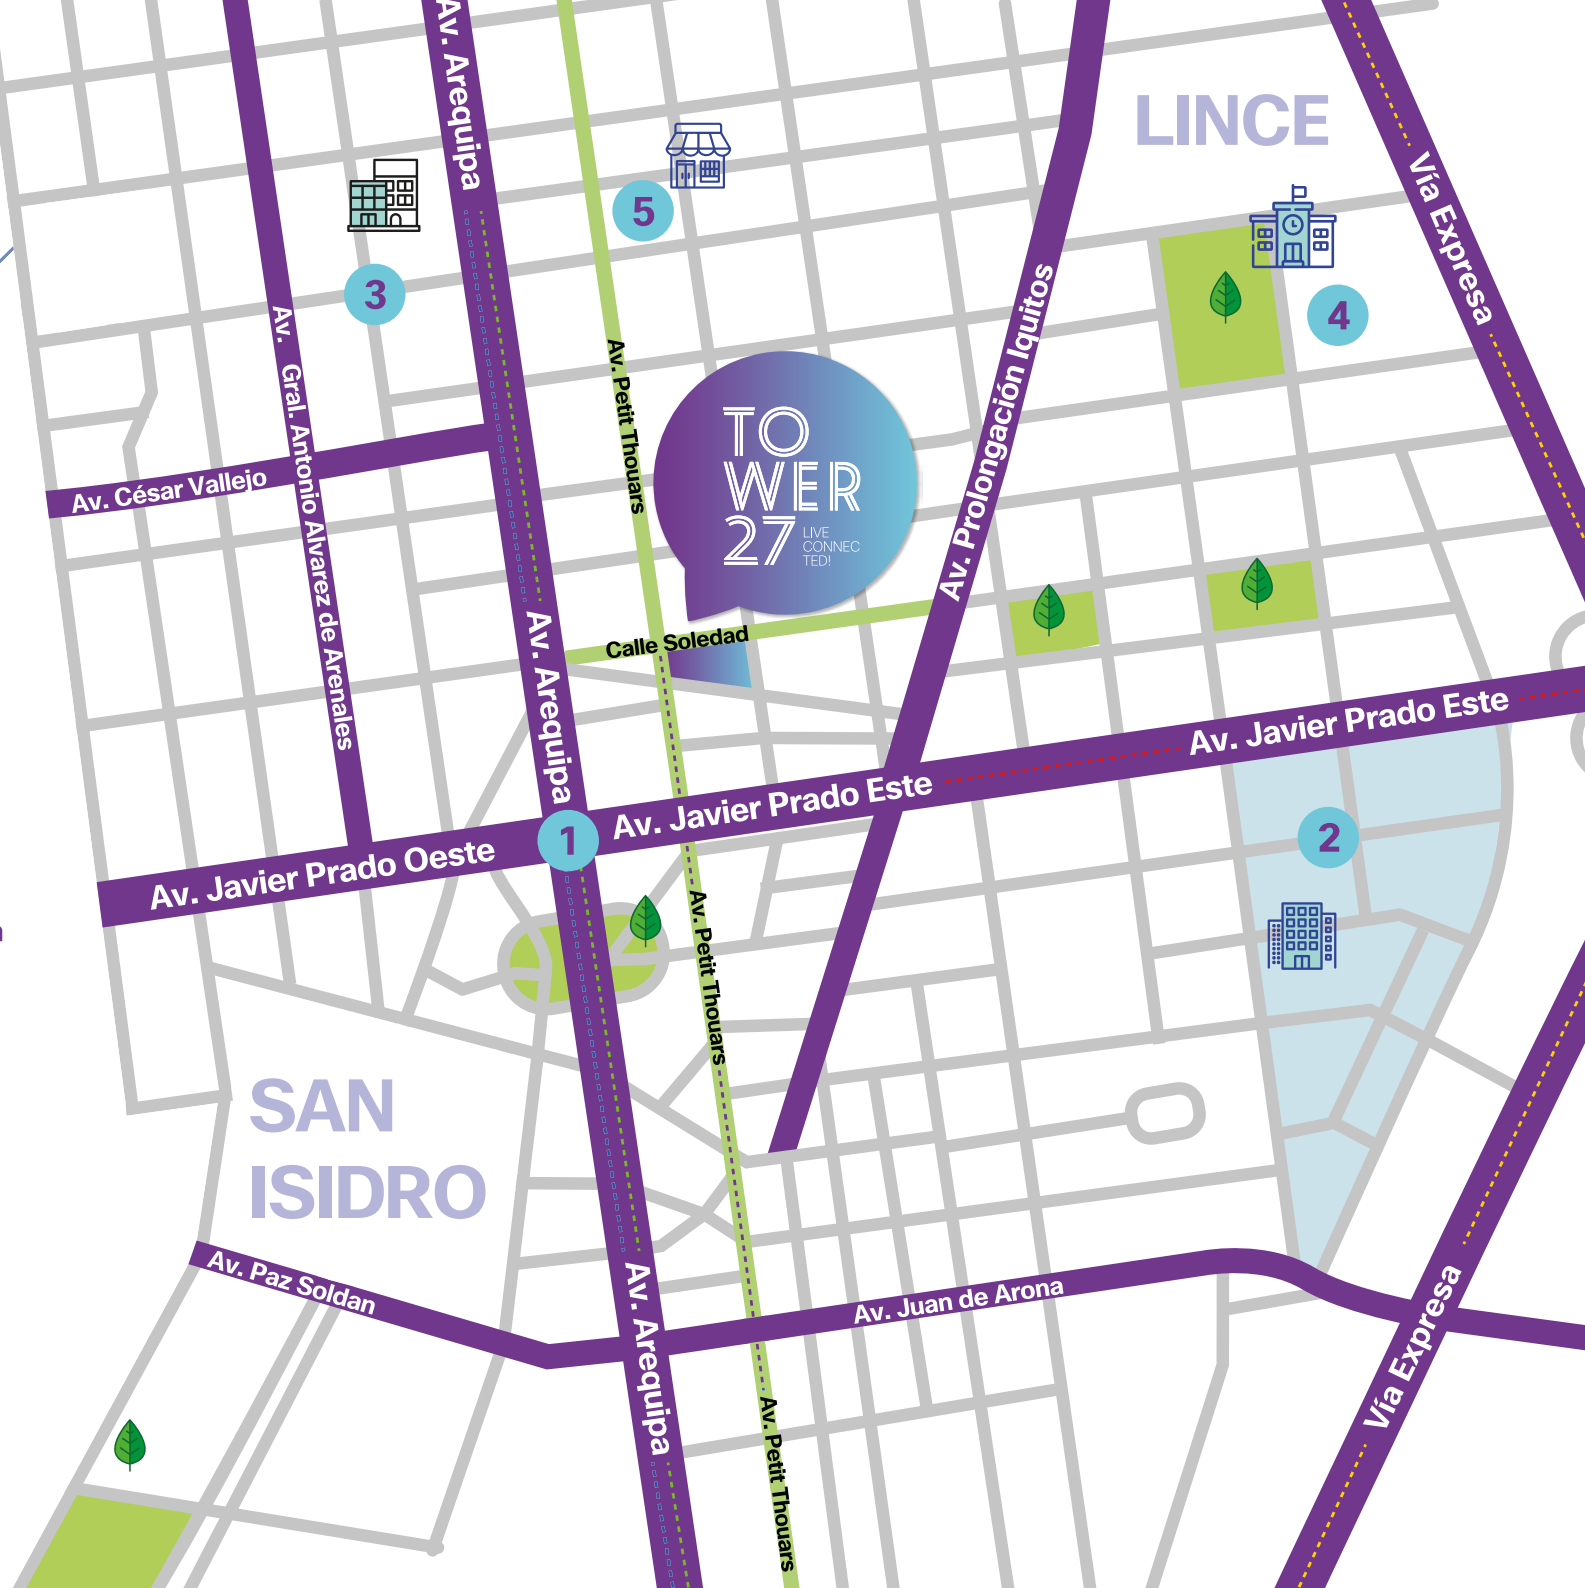 Av. Arequipa
LINCE
Vía Expresa
5
3
4
Av. Gral. Antonio Alvarez de Arenales
Av. Petit Thouars
Av. Prolongación Iquitos
TO
WER
27
LIVE
CONNEC
TED!
Av. César Vallejo
Calle Soledad
Av. Arequipa
Av. Javier Prado Este
Av. Javier Prado Este
1
2
Av. Javier Prado Oeste
Av. Petit Thouars
SAN
ISIDRO
Av. Paz Soldan
Av. Arequipa
Av. Juan de Arona
Vía Expresa
Av. Arequipa
Av. Petit Thouars